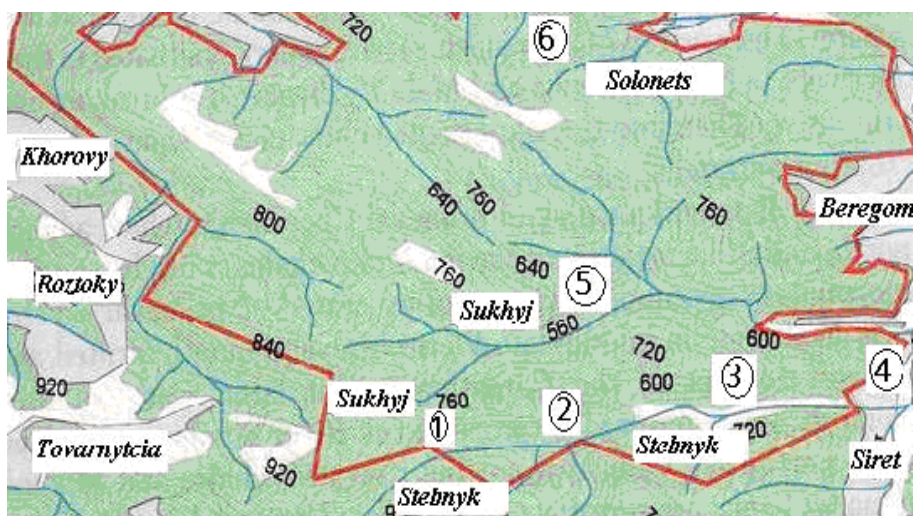 720
6
Solonets
Khorovy
640
760
800
760
Beregom
Roztoky
760
640
5
Sukhyj
560
600
840
720
920
600
3
4
Sukhyj
760
1
2
Tovarnytcia
Stebnyk
720
Siret
920
Stebnyk